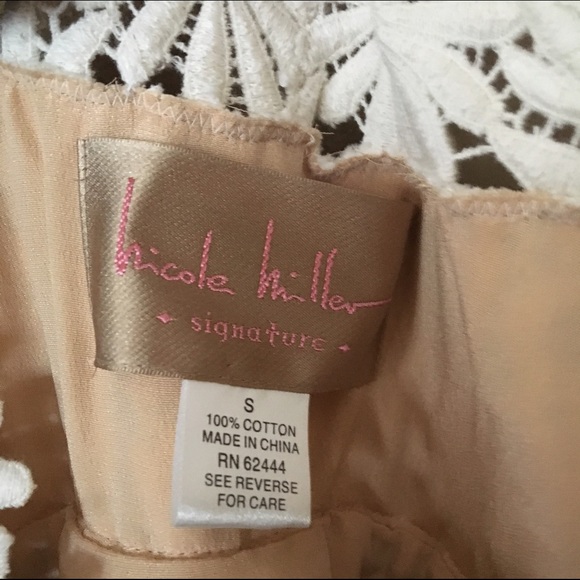 Nicole Miller
signature
S
100% COTTON
MADE IN CHINA
RN 62444
SEE REVERSE
FOR CARE